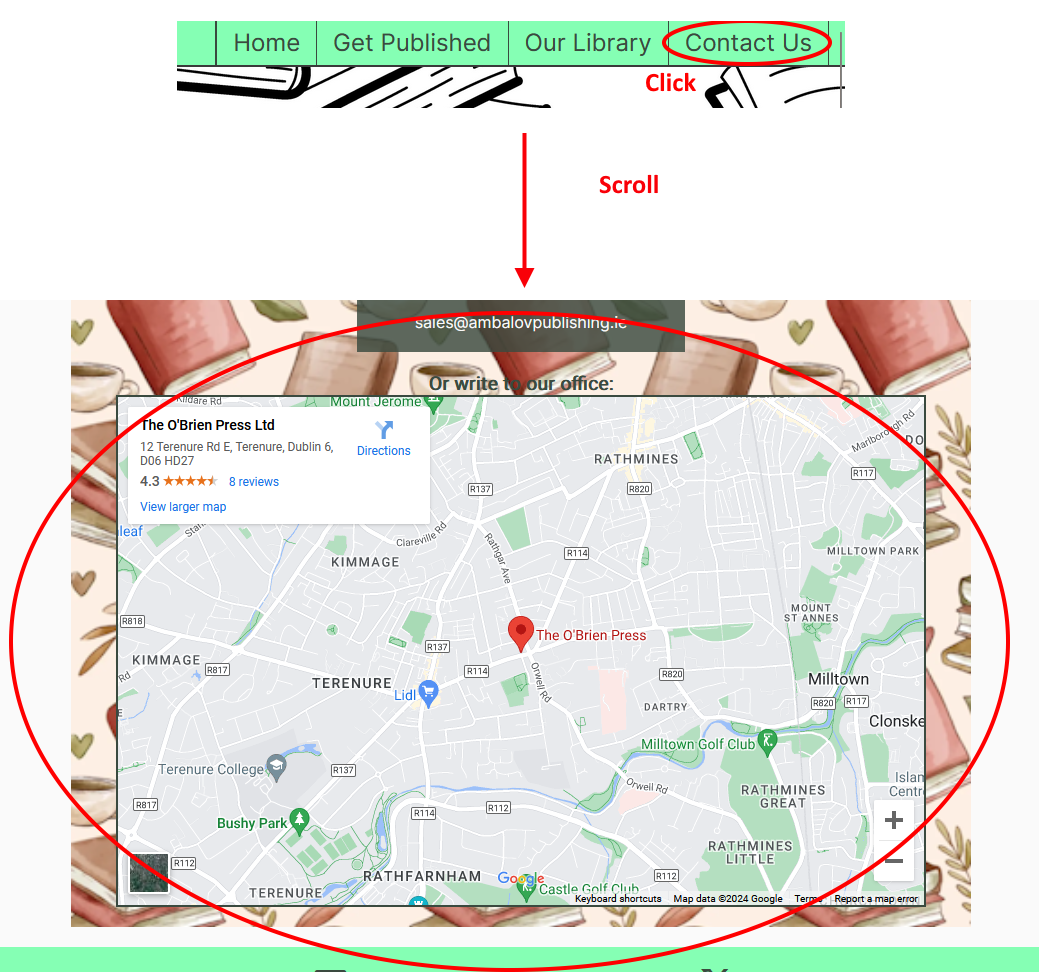 Home
Get Published
Our Library
Contact Us
Click
Scroll
sales@ambalovpublishing.ie
Or write to our office:
Kildare Rd
Mount Jerome
The O'Brien Press Ltd
12 Terenure Rd E, Terenure, Dublin 6,
D06 HD27
4.3
8 reviews
View larger map
Directions
Marlborough Rd
DO
RATHMINES
R117
R137
R820
leaf
Clareville Rd
Rathgar Ave
R114
KIMMAGE
MILLTOWN PARK
MOUNT
ST ANNES
R818
The O'Brien Press
R137
KIMMAGE
R817
Rd
R114
Orwell Rd
R820
TERENURE
Lidl
Milltown
R820
R117
DARTRY
Clonske
E
Milltown Golf Club
Terenure College
R137
Islam
Centr
Orwell Rd
RATHMINES
GREAT
R817
R114
R112
Bushy Park
RATHMINES
LITTLE
R112
RATHFARNHAM
R112
Google
TERENURE
Castle Golf Club
Keyboard shortcuts
Map data ©2024 Google
Terms
Report a map error